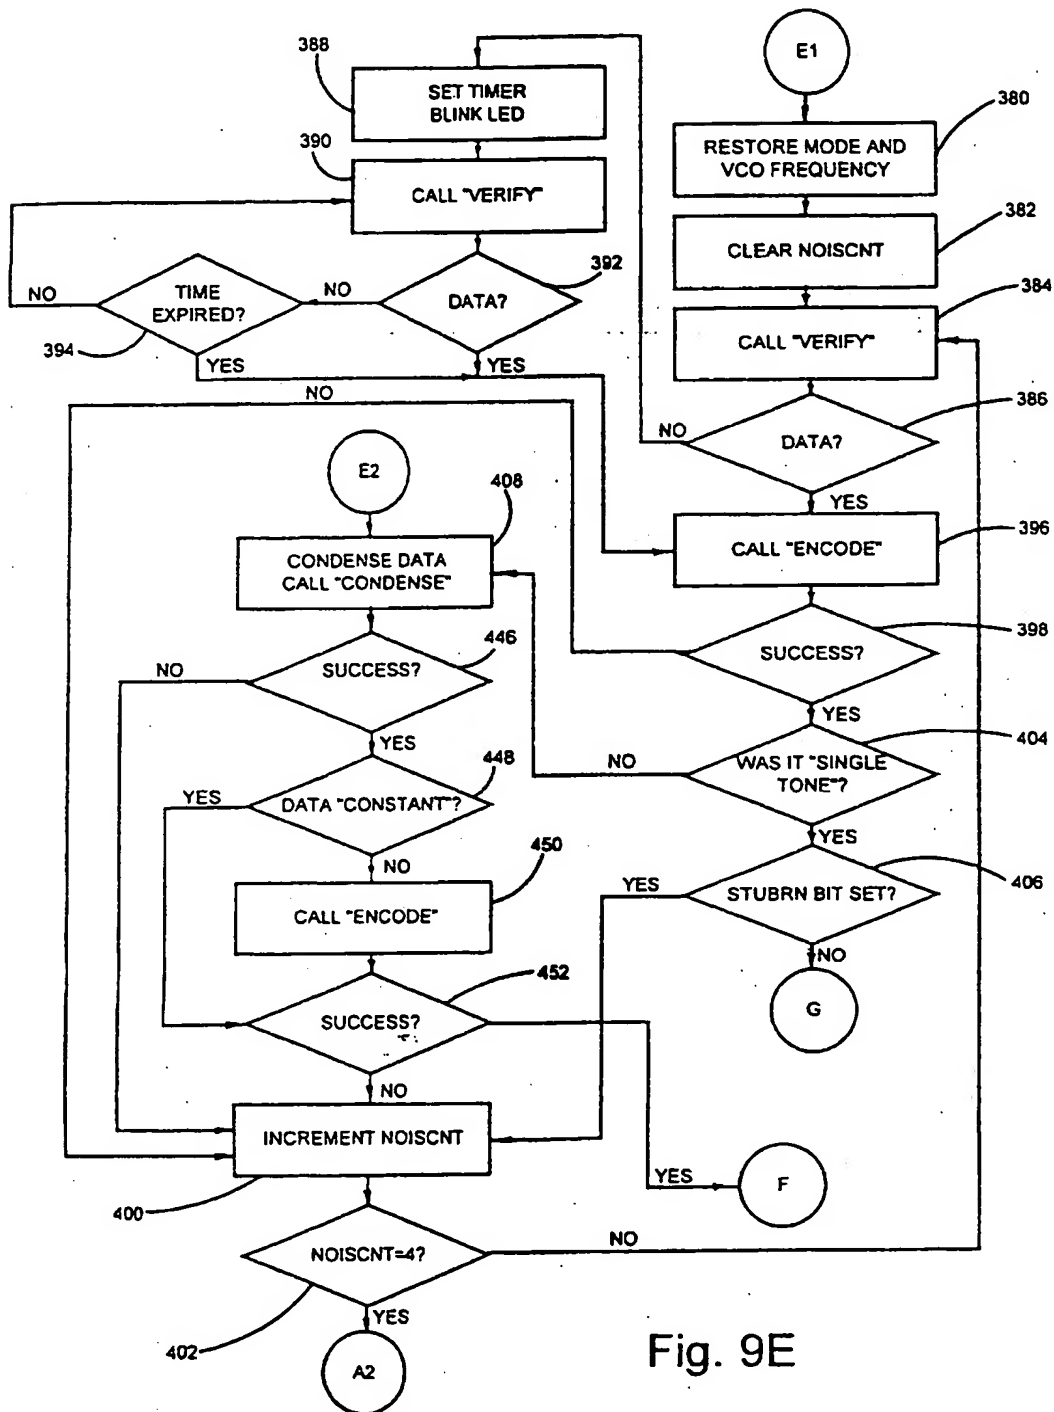 E1
388
SET TIMER
BLINK LED
380
RESTORE MODE AND
VCO FREQUENCY
390
CALL "VERIFY"
382
CLEAR NOISCNT
392
DATA?
NO
TIME
EXPIRED?
NO
394
YES
YES
384
CALL "VERIFY"
NO
386
DATA?
NO
YES
E2
408
CONDENSE DATA
CALL "CONDENSE"
396
CALL "ENCODE"
398
SUCCESS?
YES
446
SUCCESS?
NO
YES
404
WAS IT "SINGLE
TONE"?
NO
YES
448
DATA "CONSTANT"?
YES
NO
450
CALL "ENCODE"
406
STUBRN BIT SET?
YES
NO
G
452
SUCCESS?
NO
INCREMENT NOISCNT
YES
F
400
NOISCNT=4?
NO
YES
402
A2
Fig. 9E